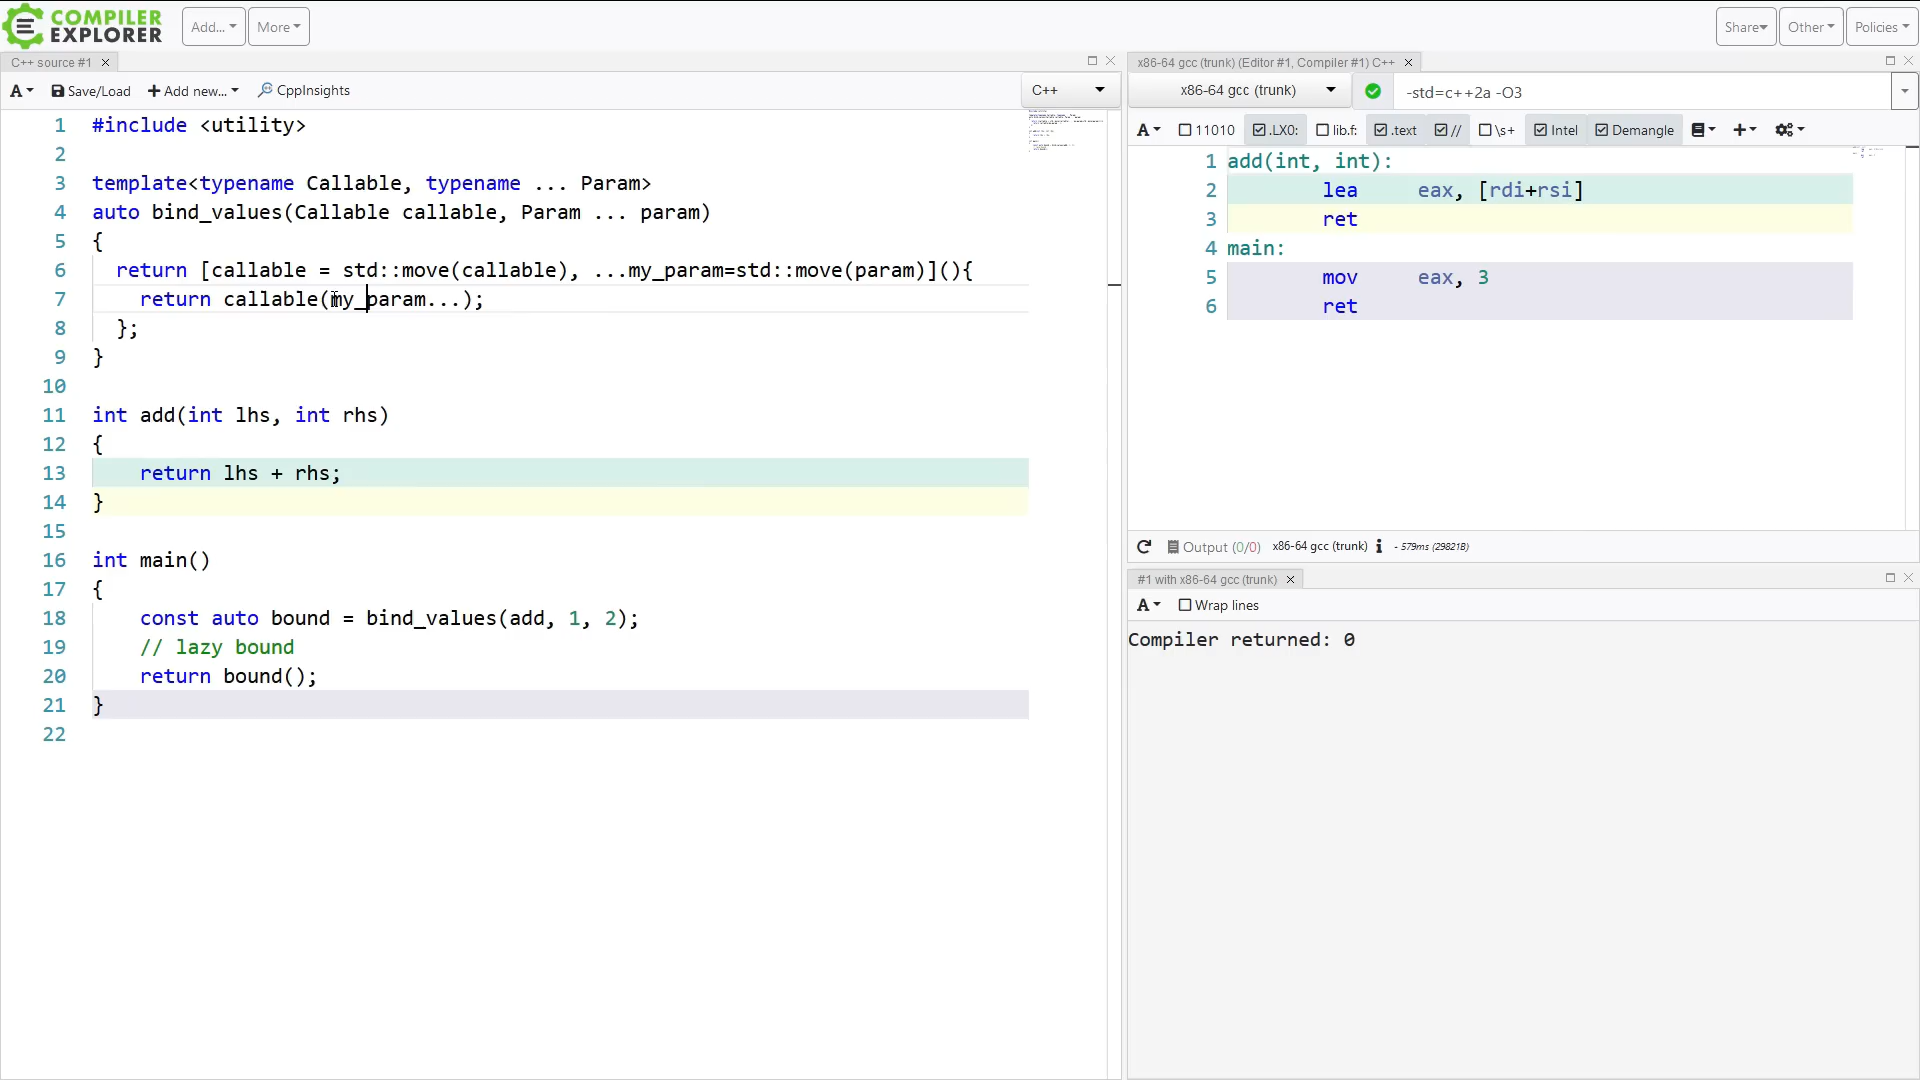 COMPILER
EXPLORER
Add...
More
Share
Other
Policies
C++ source #1
A
Save/Load
Add new...
CppInsights
C++
1 #include <utility>
2
3 template<typename Callable, typename ... Param>
4 auto bind_values(Callable callable, Param ... param)
5 {
6   return [callable = std::move(callable), ...my_param=std::move(param)](){
7     return callable(my_param...);
8   };
9 }
10
11 int add(int lhs, int rhs)
12 {
13     return lhs + rhs;
14 }
15
16 int main()
17 {
18     const auto bound = bind_values(add, 1, 2);
19     // lazy bound
20     return bound();
21 }
22
x86-64 gcc (trunk) (Editor #1, Compiler #1) C++
x86-64 gcc (trunk)
-std=c++2a -O3
A
11010
.LX0:
lib.f:
.text
//
\s+
Intel
Demangle
1 add(int, int):
2         lea     eax, [rdi+rsi]
3         ret
4 main:
5         mov     eax, 3
6         ret
Output (0/0) x86-64 gcc (trunk) i - 579ms (29821B)
#1 with x86-64 gcc (trunk)
A
Wrap lines
Compiler returned: 0